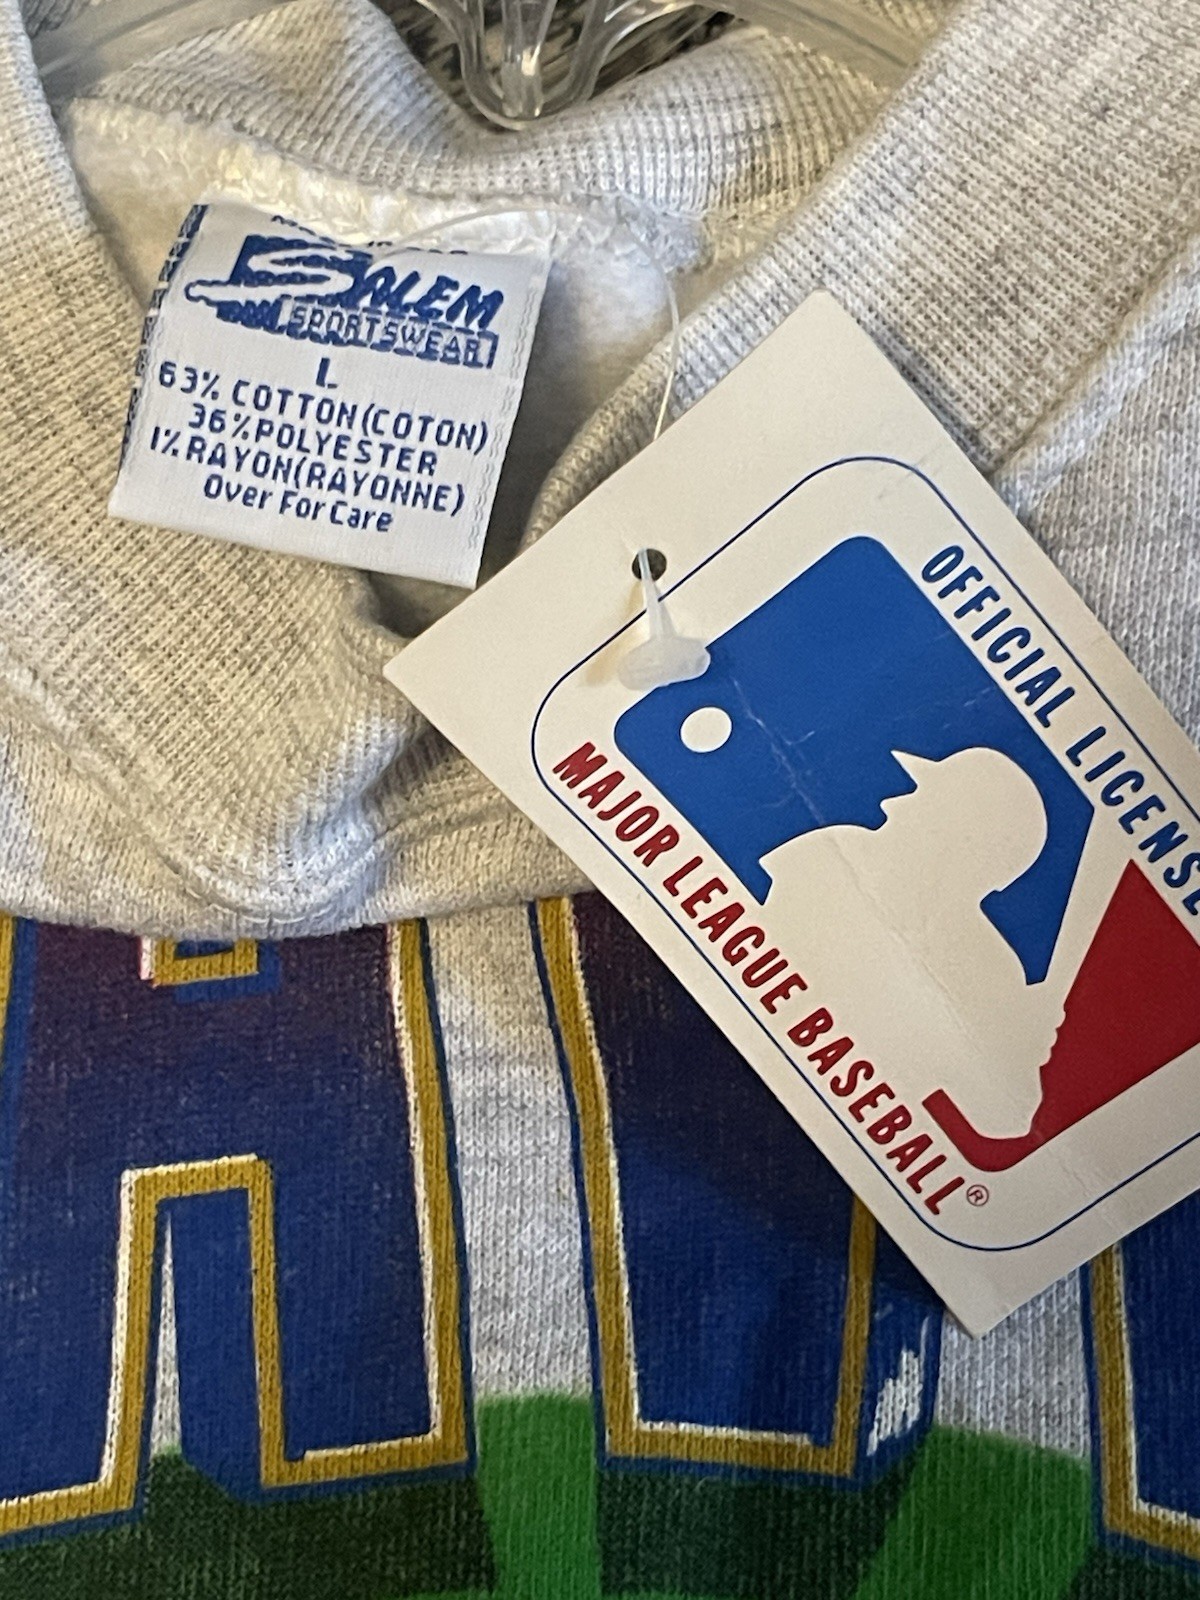 SALEM
SPORTSWEAR
L
63% COTTON(COTON)
36%POLYESTER
1%RAYON(RAYONNE)
Over For Care
OFFICIAL LICENSE
MAJOR LEAGUE BASEBALL®